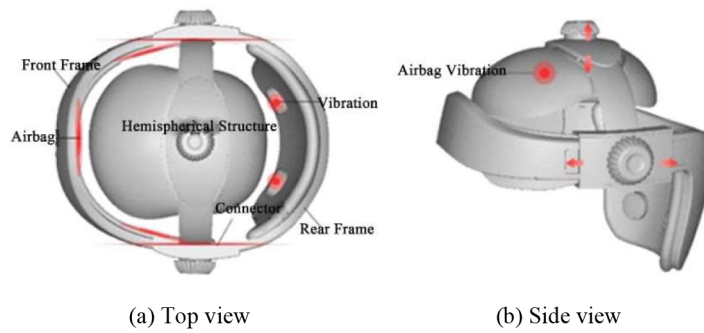 Front Frame
Airbag
Hemispherical Structure
Vibration
Connector
Rear Frame
Airbag Vibration
(a) Top view
(b) Side view